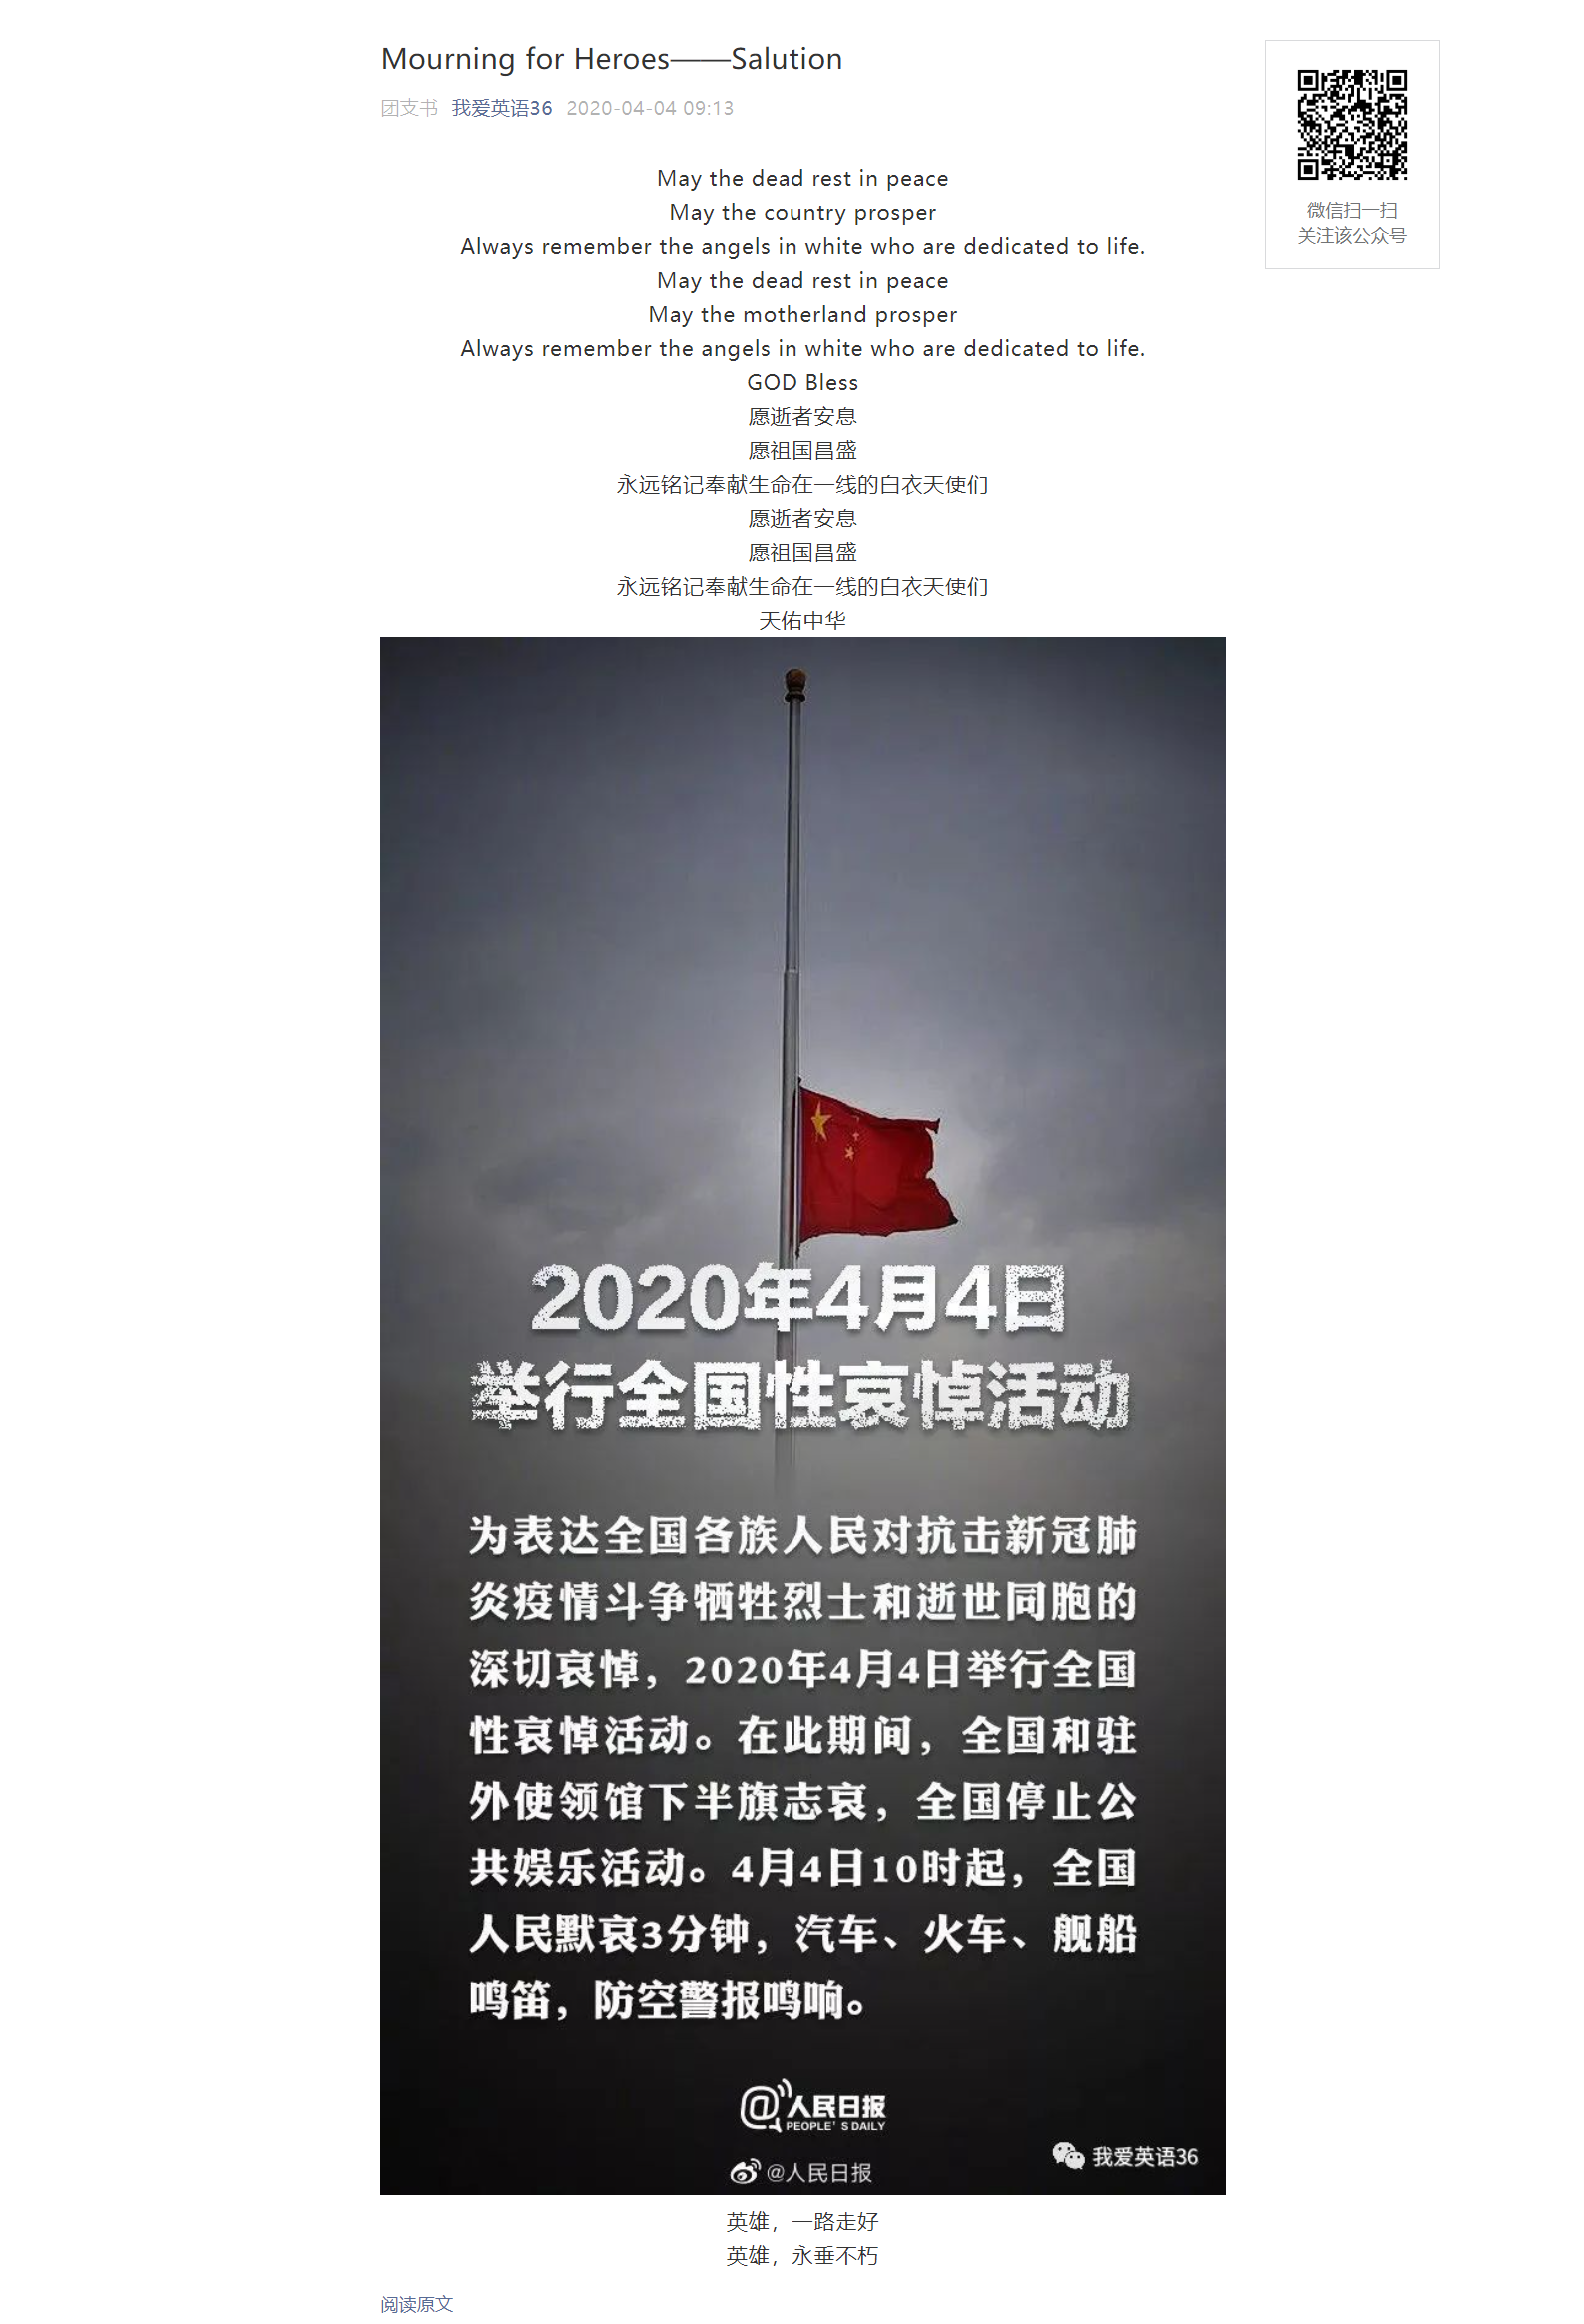 Mourning for Heroes——Salution
团支书 我爱英语36 2020-04-04 09:13
微信扫一扫
关注该公众号
May the dead rest in peace
May the country prosper
Always remember the angels in white who are dedicated to life.
May the dead rest in peace
May the motherland prosper
Always remember the angels in white who are dedicated to life.
GOD Bless
愿逝者安息
愿祖国昌盛
永远铭记奉献生命在一线的白衣天使们
愿逝者安息
愿祖国昌盛
永远铭记奉献生命在一线的白衣天使们
天佑中华
2020年4月4日
举行全国性哀悼活动
为表达全国各族人民对抗击新冠肺
炎疫情斗争牺牲烈士和逝世同胞的
深切哀悼，2020年4月4日举行全国
性哀悼活动。在此期间，全国和驻
外使领馆下半旗志哀，全国停止公
共娱乐活动。4月4日10时起，全国
人民默哀3分钟，汽车、火车、舰船
鸣笛，防空警报鸣响。
@人民日报
PEOPLE'S DAILY
@人民日报
我爱英语36
英雄，一路走好
英雄，永垂不朽
阅读原文